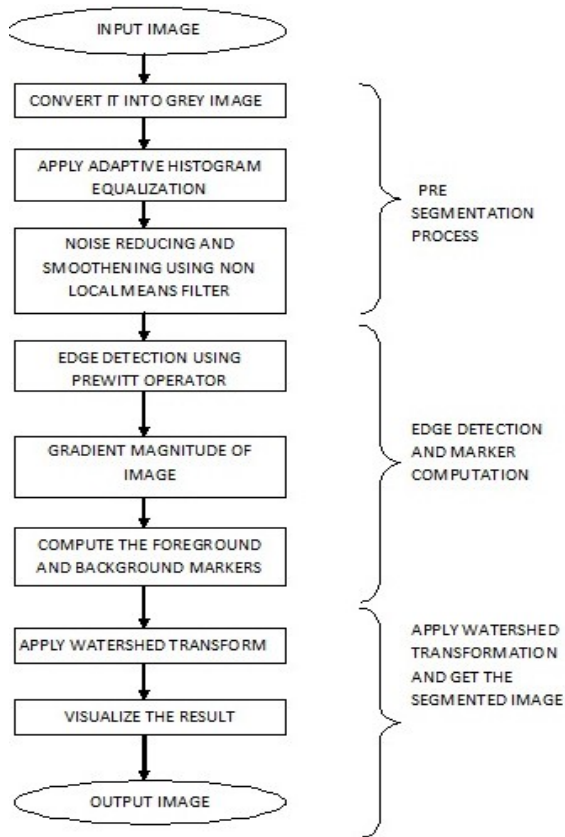 INPUT IMAGE
CONVERT IT INTO GREY IMAGE
APPLY ADAPTIVE HISTOGRAM
EQUALIZATION
NOISE REDUCING AND
SMOOTHENING USING NON
LOCAL MEANS FILTER
PRE
SEGMENTATION
PROCESS
EDGE DETECTION USING
PREWITT OPERATOR
GRADIENT MAGNITUDE OF
IMAGE
COMPUTE THE FOREGROUND
AND BACKGROUND MARKERS
EDGE DETECTION
AND MARKER
COMPUTATION
APPLY WATERSHED TRANSFORM
VISUALIZE THE RESULT
OUTPUT IMAGE
APPLY WATERSHED
TRANSFORMATION
AND GET THE
SEGMENTED IMAGE